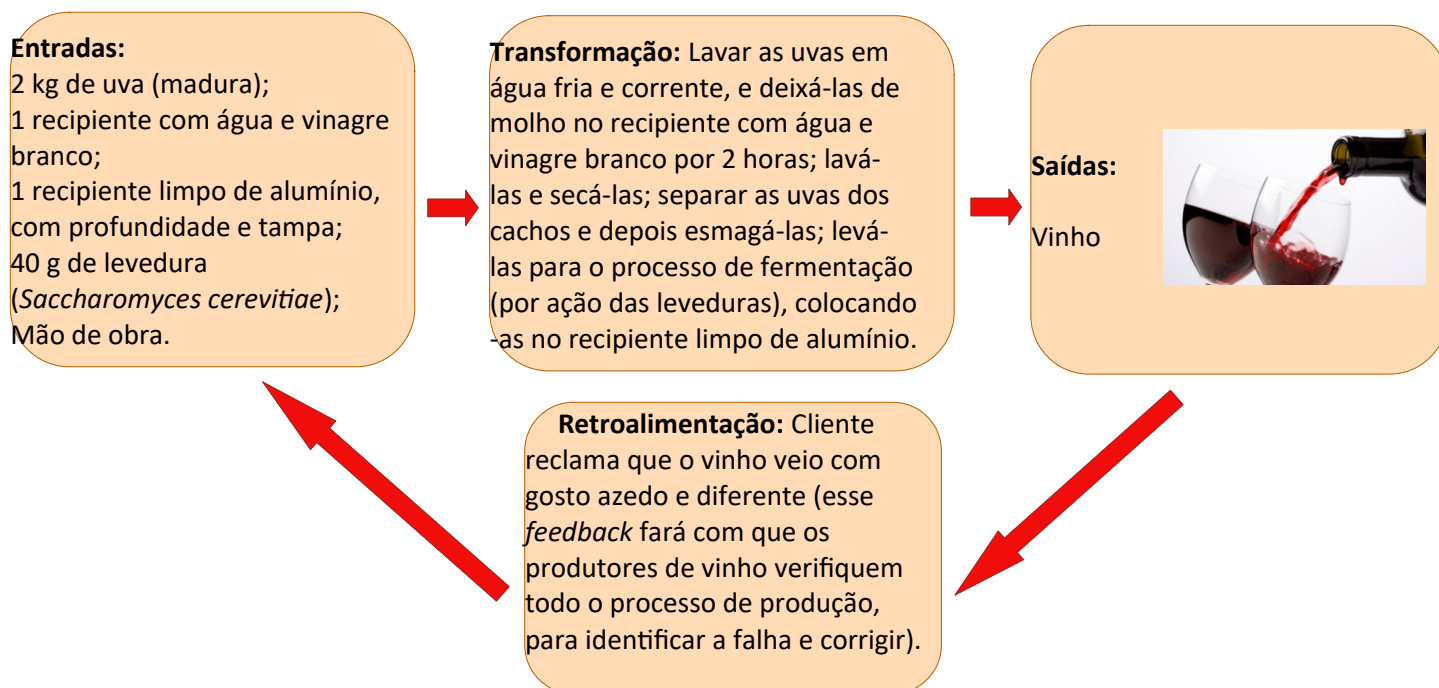 Entradas:
2 kg de uva (madura);
1 recipiente com água e vinagre
branco;
1 recipiente limpo de alumínio,
com profundidade e tampa;
40 g de levedura
(Saccharomyces cerevitiae);
Mão de obra.
Transformação: Lavar as uvas em
água fria e corrente, e deixá-las de
molho no recipiente com água e
vinagre branco por 2 horas; lavá-
las e secá-las; separar as uvas dos
cachos e depois esmagá-las; levá-
las para o processo de fermentação
(por ação das leveduras), colocando
-as no recipiente limpo de alumínio.
Saídas:
Vinho
Retroalimentação: Cliente
reclama que o vinho veio com
gosto azedo e diferente (esse
feedback fará com que os
produtores de vinho verifiquem
todo o processo de produção,
para identificar a falha e corrigir).